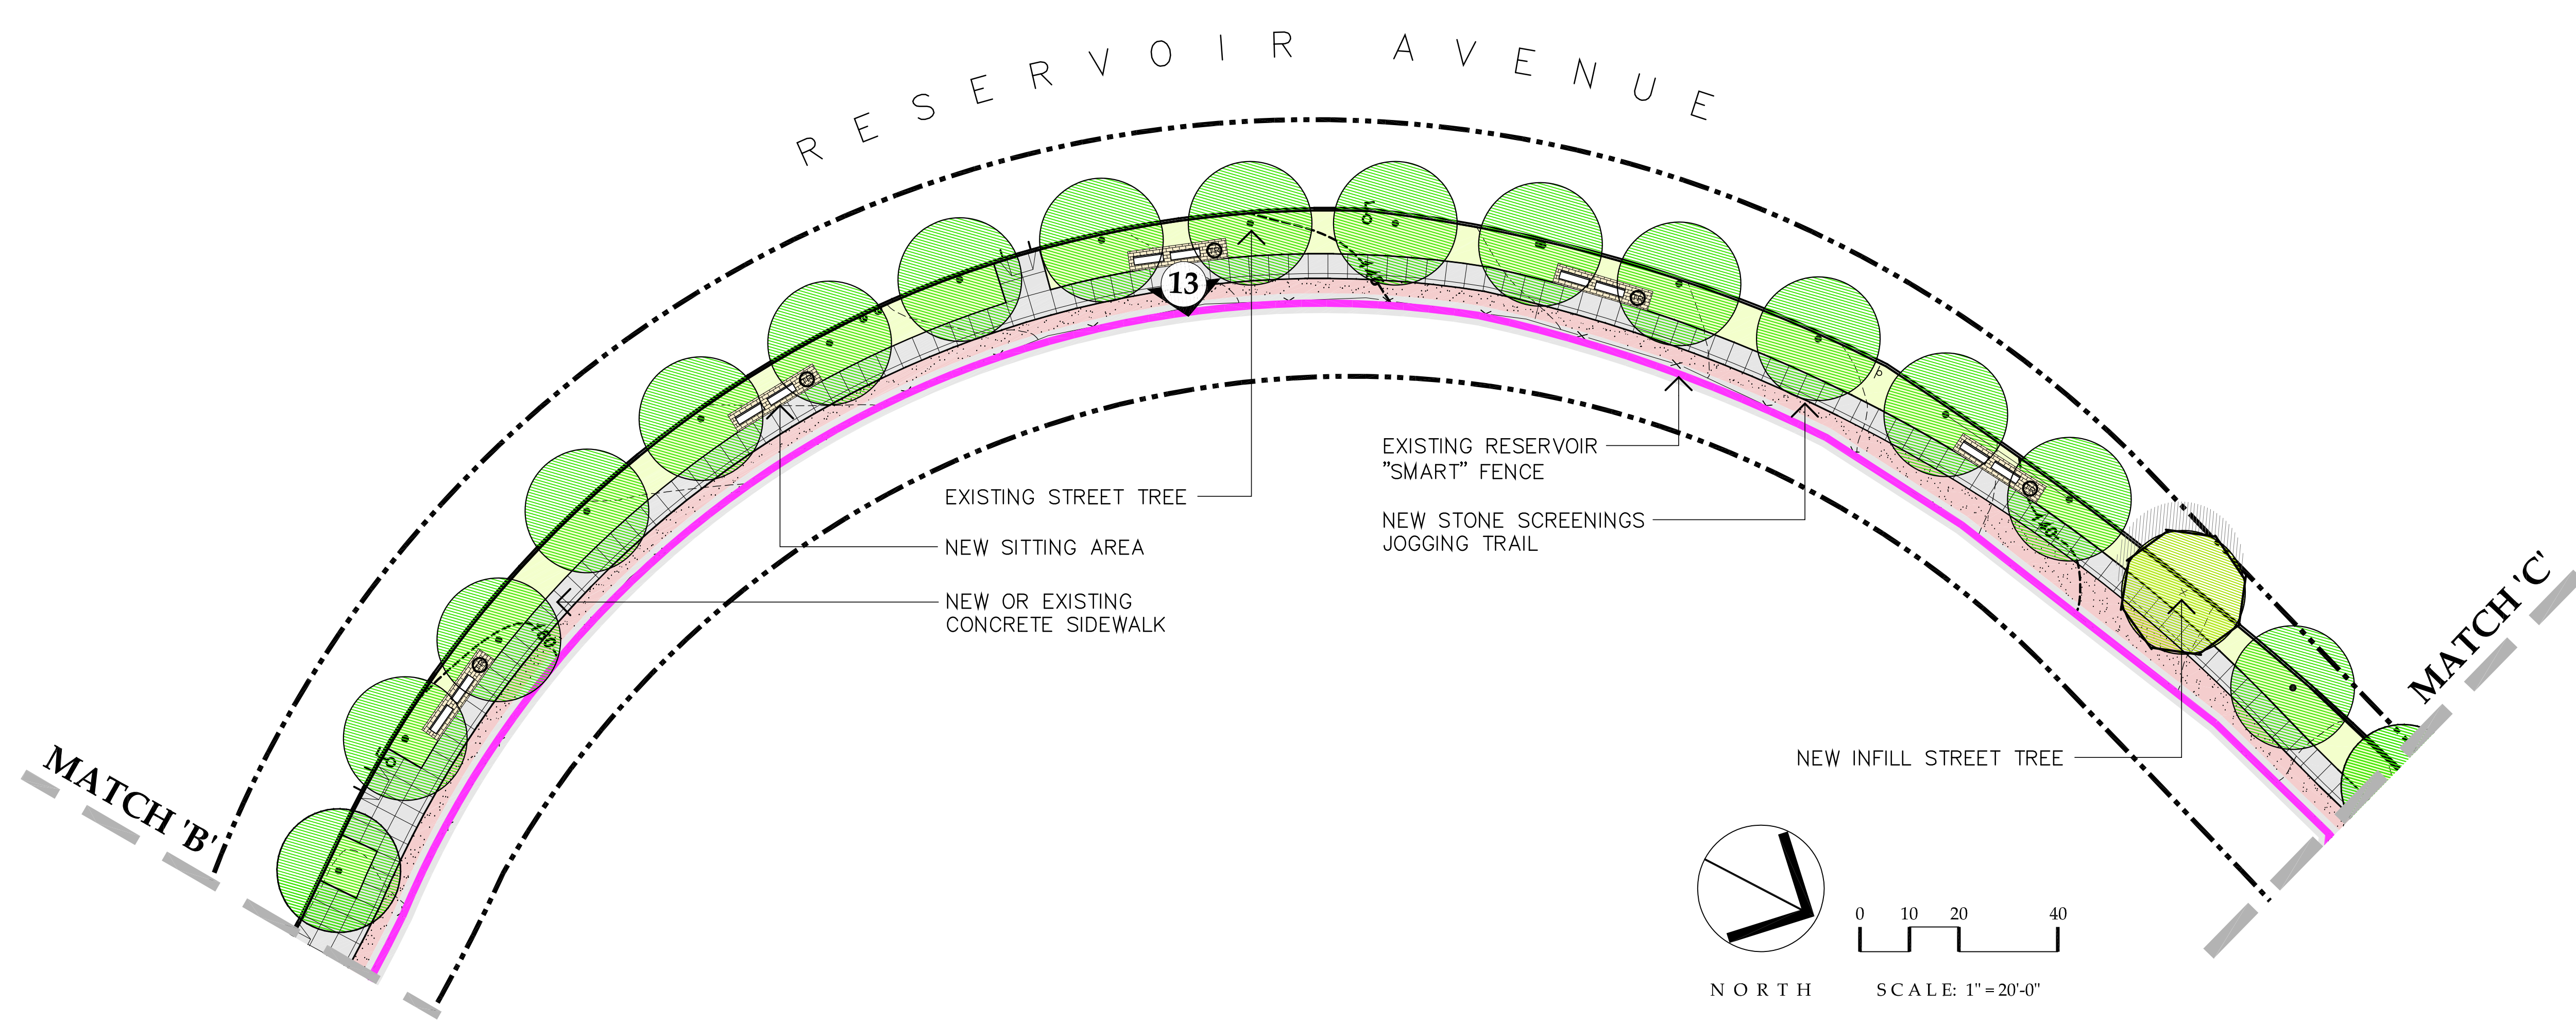 RESERVOIR AVENUE
13
EXISTING RESERVOIR
"SMART" FENCE
EXISTING STREET TREE
NEW STONE SCREENINGS
JOGGING TRAIL
NEW SITTING AREA
NEW OR EXISTING
CONCRETE SIDEWALK
140
160
MATCH 'B'
MATCH 'C'
NEW INFILL STREET TREE
0 10 20 40
NORTH
SCALE: 1" = 20'-0"